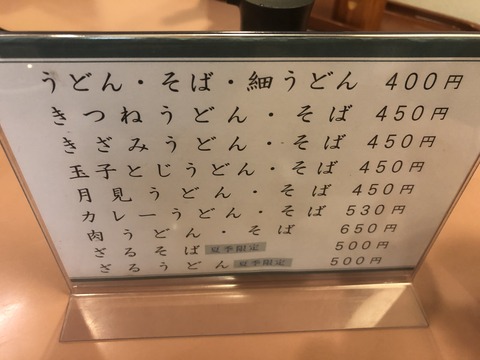 うどん・そば・細うどん 400円
きつねうどん・そば 450円
きざみうどん・そば 450円
玉子とじうどん・そば 450円
月見うどん・そば 450円
カレーうどん・そば 530円
肉うどん・そば 650円
ざるそば 夏季限定 500円
ざるうどん 夏季限定 500円